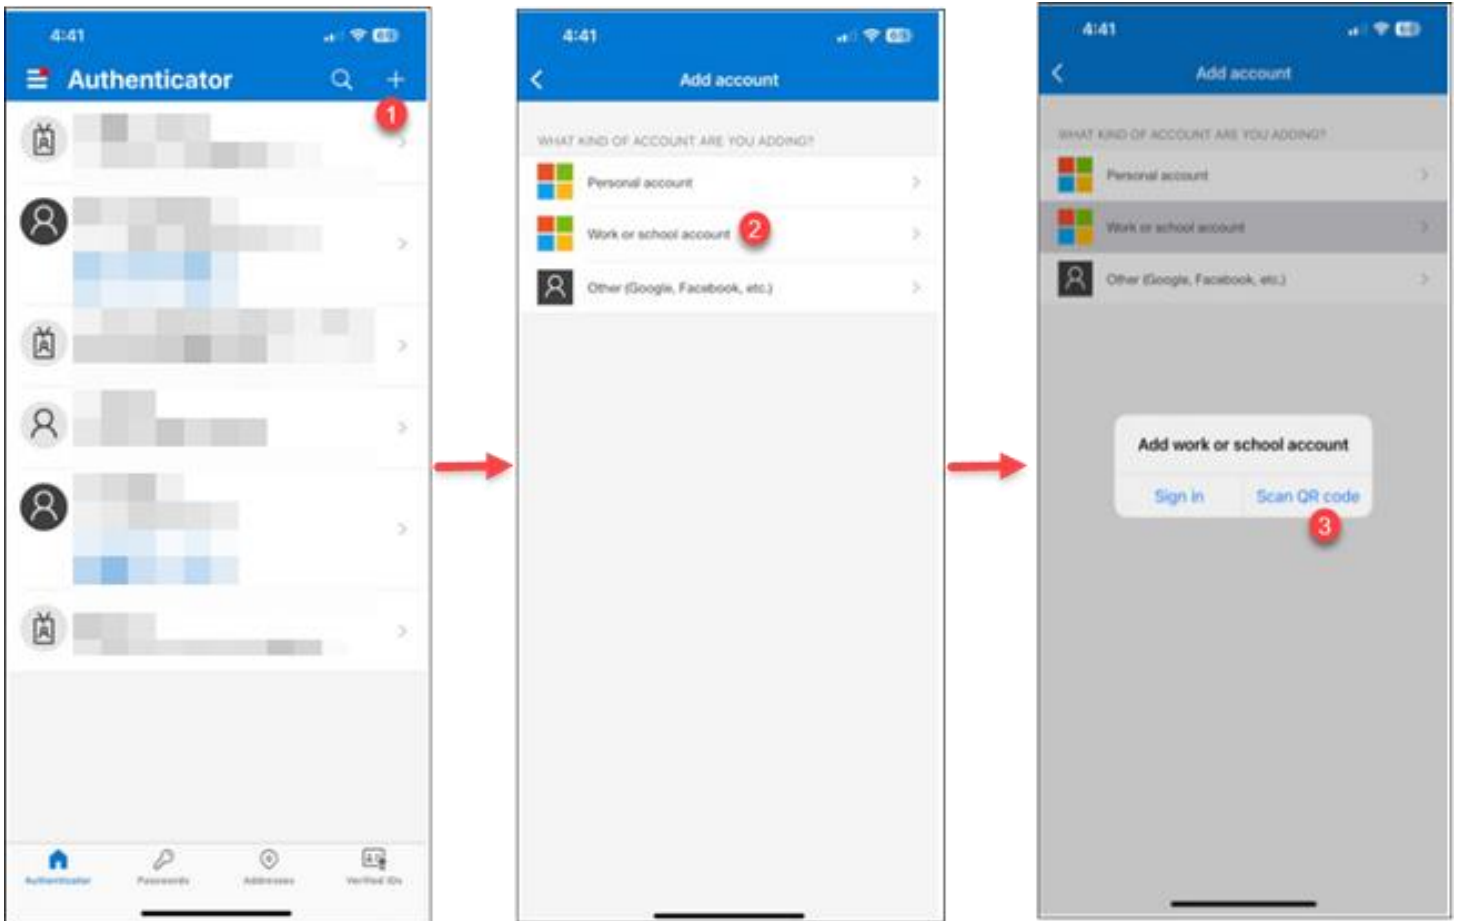 4:41
69
Authenticator
1
Authenticator
Passwords
Addresses
Verified IDs
4:41
69
Add account
WHAT KIND OF ACCOUNT ARE YOU ADDING?
Personal account
Work or school account 2
Other (Google, Facebook, etc.)
4:41
69
Add account
WHAT KIND OF ACCOUNT ARE YOU ADDING?
Personal account
Work or school account
Other (Google, Facebook, etc.)
Add work or school account
Sign in Scan QR code
3